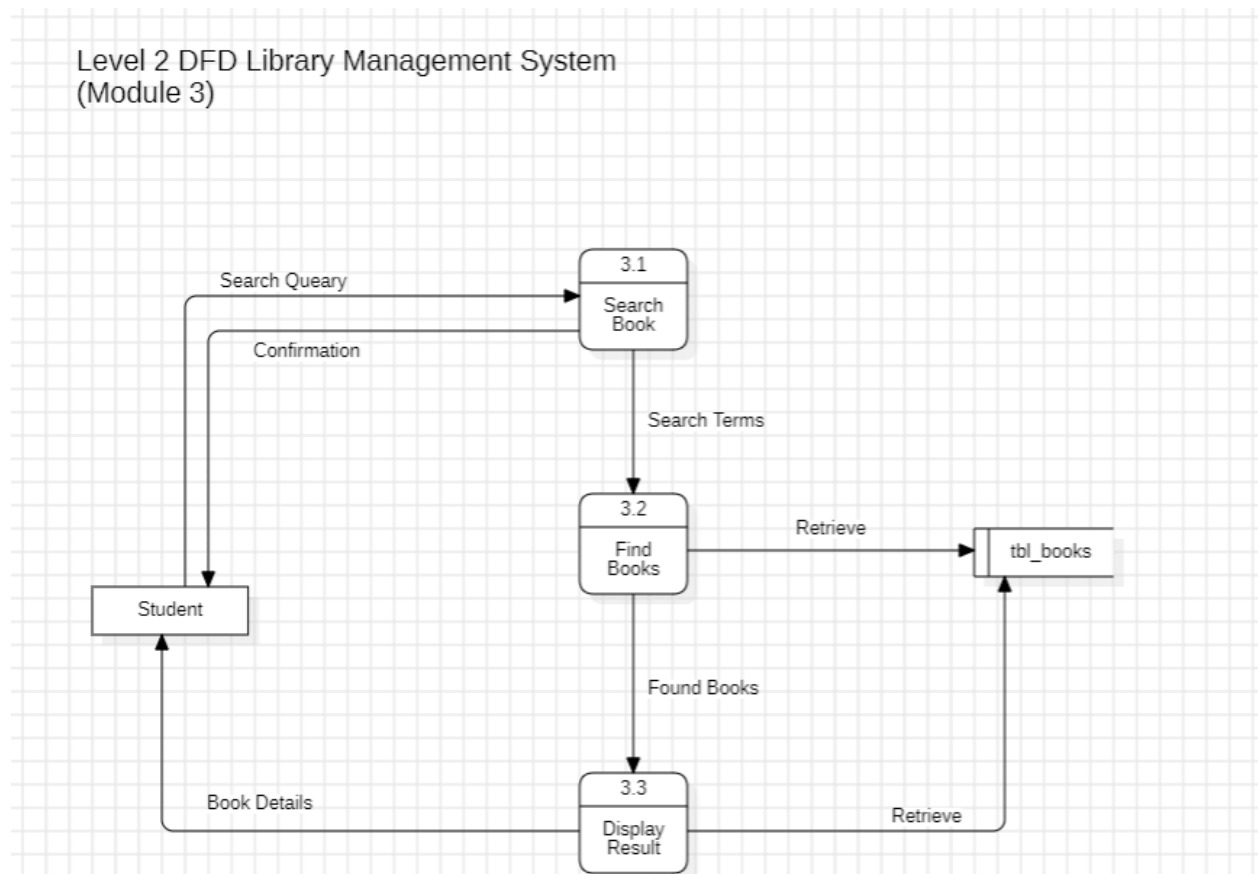 Level 2 DFD Library Management System
(Module 3)
3.1
Search Queary
Search
Book
Confirmation
Search Terms
3.2
Retrieve
Find
Books
tbl_books
Student
Found Books
3.3
Book Details
Retrieve
Display
Result